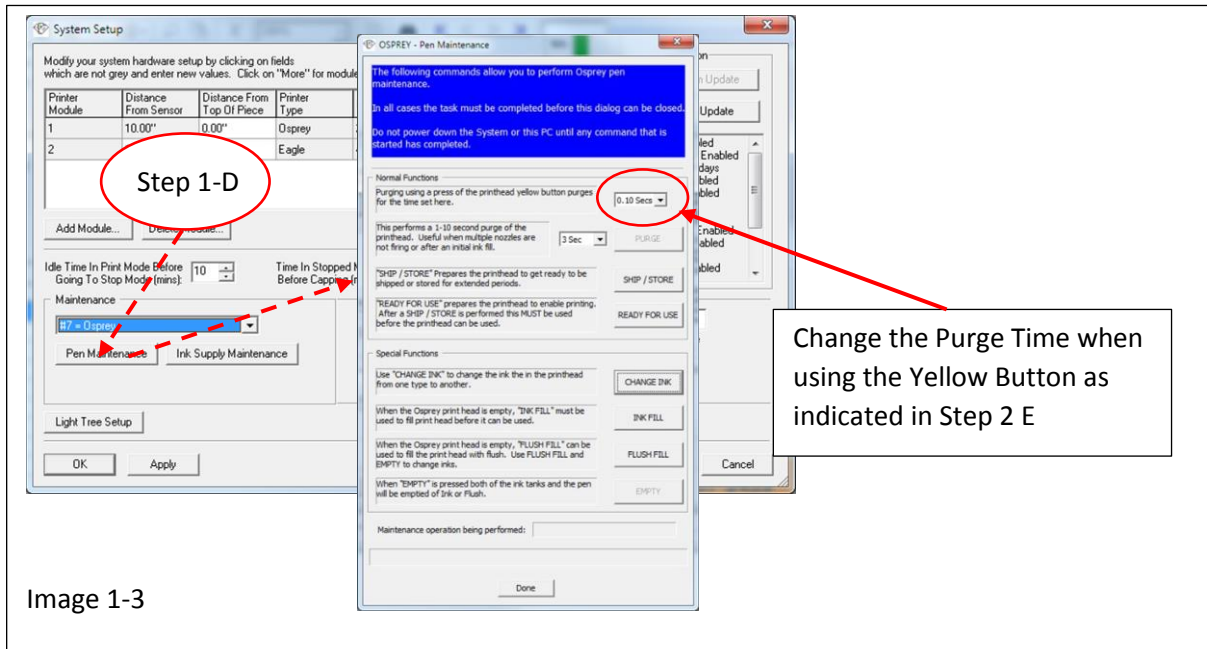 System Setup
Modify your system hardware setup by clicking on fields
which are not grey and enter new values. Click on "More" for module
Printer Module
Distance From Sensor
Distance From Top Of Piece
Printer Type
1
10.00"
0.00"
Osprey
2
Eagle
Step 1-D
Add Module...
Idle Time In Print Mode Before
Going To Stop Mode (mins):
10
Time In Stopped
Before Capping
Maintenance
#7 = Osprey
Pen Maintenance
Ink Supply Maintenance
Light Tree Setup
OK
Apply
OSPREY - Pen Maintenance
The following commands allow you to perform Osprey pen
maintenance.
In all cases the task must be completed before this dialog can be closed.
Do not power down the System or this PC until any command that is
started has completed.
Normal Functions
Purging using a press of the printhead yellow button purges
for the time set here.
0.10 Secs
This performs a 1-10 second purge of the
printhead. Useful when multiple nozzles are
not firing or after an initial ink fill.
3 Sec
PURGE
"SHIP / STORE" Prepares the printhead to get ready to be
shipped or stored for extended periods.
SHIP / STORE
"READY FOR USE" prepares the printhead to enable printing.
After a SHIP / STORE is performed this MUST be used
before the printhead can be used.
READY FOR USE
Special Functions
Use "CHANGE INK" to change the ink the in the printhead
from one type to another.
CHANGE INK
When the Osprey print head is empty, "INK FILL" must be
used to fill print head before it can be used.
INK FILL
When the Osprey print head is empty, "FLUSH FILL" can be
used to fill the print head with flush. Use FLUSH FILL and
EMPTY to change inks.
FLUSH FILL
When "EMPTY" is pressed both of the ink tanks and the pen
will be emptied of Ink or Flush.
EMPTY
Maintenance operation being performed:
Done
Update
Update
Enabled
days
Enabled
Cancel
Change the Purge Time when
using the Yellow Button as
indicated in Step 2 E
Image 1-3